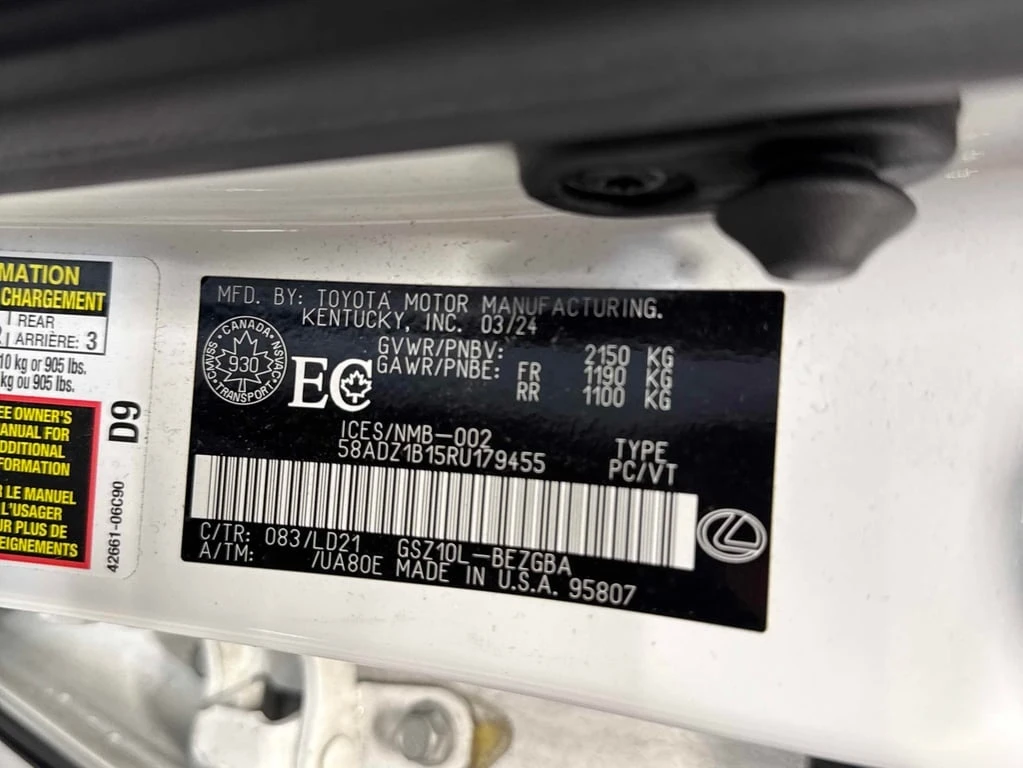 MATION
CHARGEMENT
REAR
ARRIÈRE: 3
10 kg or 905 lbs.
kg ou 905 lbs.
EE OWNER'S
ANUAL FOR
DDITIONAL
FORMATION
R LE MANUEL
L'USAGER
UR PLUS DE
EIGNEMENTS
D9
42661-06C90
MFD. BY: TOYOTA MOTOR MANUFACTURING,
KENTUCKY, INC. 03/24
CANADA
CMVSS NSVAC
930
TRANSPORT
EC
GVWR/PNBV: 2150 KG
GAWR/PNBE: FR 1190 KG
RR 1100 KG
ICES/NMB-002
58ADZ1B15RU179455
TYPE
PC/VT
C/TR: 083/LD21 GSZ10L-BEZGBA
A/TM: /UA80E MADE IN U.S.A. 95807